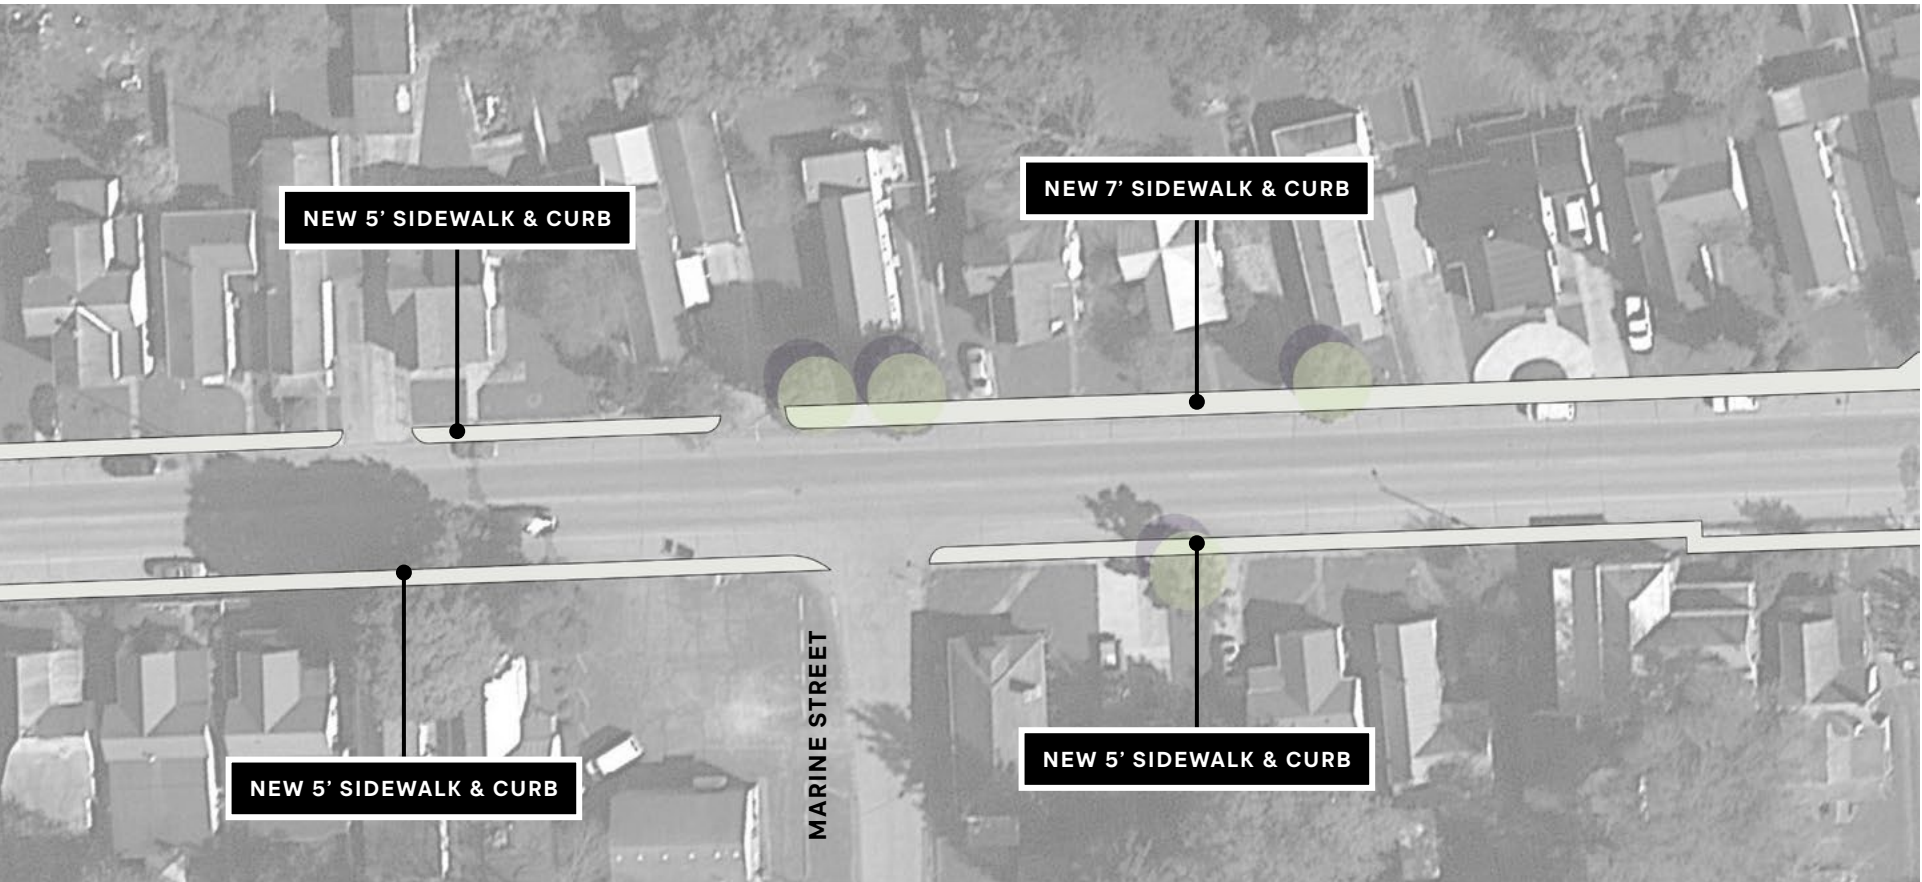 NEW 7’ SIDEWALK & CURB
NEW 5’ SIDEWALK & CURB
MARINE STREET
NEW 5’ SIDEWALK & CURB
NEW 5’ SIDEWALK & CURB